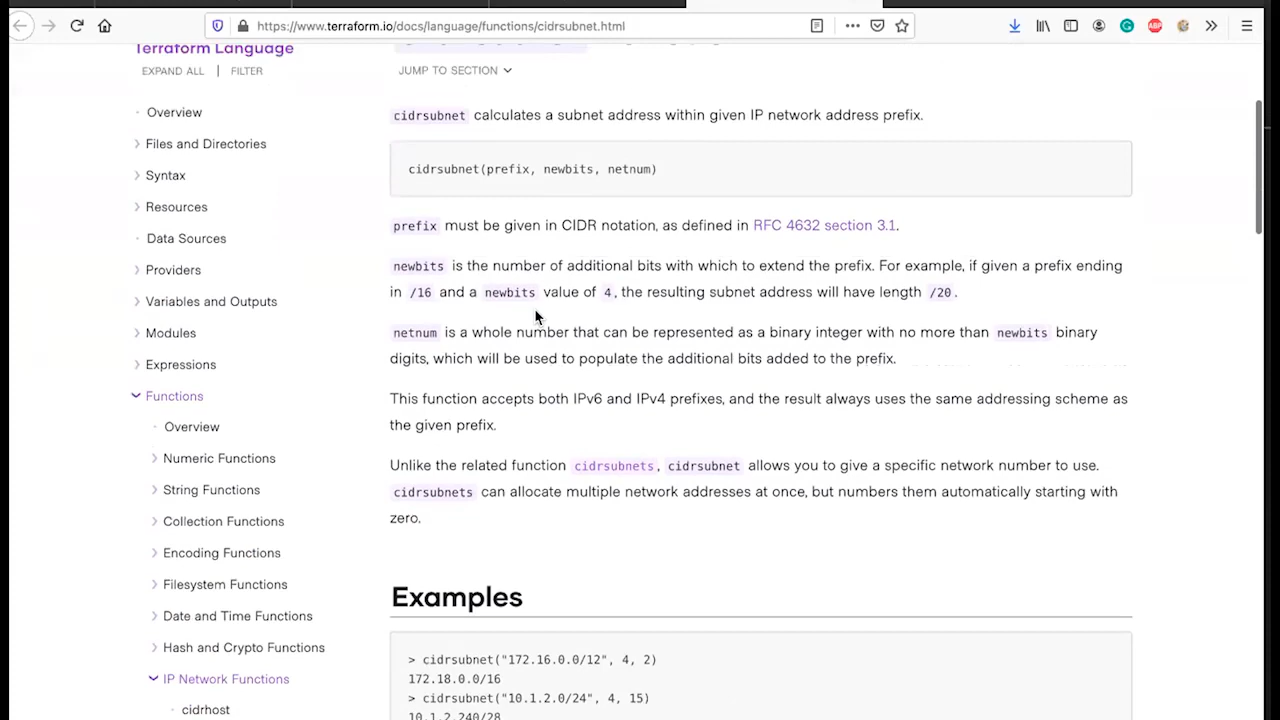 https://www.terraform.io/docs/language/functions/cidrsubnet.html
ABP
Terraform Language
EXPAND ALL | FILTER
Overview
Files and Directories
Syntax
Resources
Data Sources
Providers
Variables and Outputs
Modules
Expressions
Functions
Overview
Numeric Functions
String Functions
Collection Functions
Encoding Functions
Filesystem Functions
Date and Time Functions
Hash and Crypto Functions
IP Network Functions
cidrhost
JUMP TO SECTION
cidrsubnet calculates a subnet address within given IP network address prefix.
cidrsubnet(prefix, newbits, netnum)
prefix must be given in CIDR notation, as defined in RFC 4632 section 3.1.
newbits is the number of additional bits with which to extend the prefix. For example, if given a prefix ending
in /16 and a newbits value of 4, the resulting subnet address will have length /20.
netnum is a whole number that can be represented as a binary integer with no more than newbits binary
digits, which will be used to populate the additional bits added to the prefix.
This function accepts both IPv6 and IPv4 prefixes, and the result always uses the same addressing scheme as
the given prefix.
Unlike the related function cidrsubnets, cidrsubnet allows you to give a specific network number to use.
cidrsubnets can allocate multiple network addresses at once, but numbers them automatically starting with
zero.
Examples
> cidrsubnet("172.16.0.0/12", 4, 2)
172.18.0.0/16
> cidrsubnet("10.1.2.0/24", 4, 15)
10.1.2.240/28